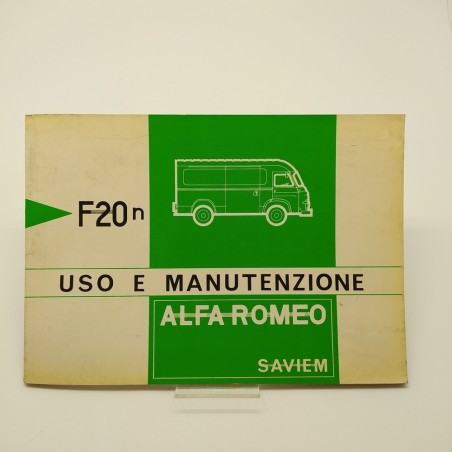 F20n
USO E MANUTENZIONE
ALFA ROMEO
SAVIEM